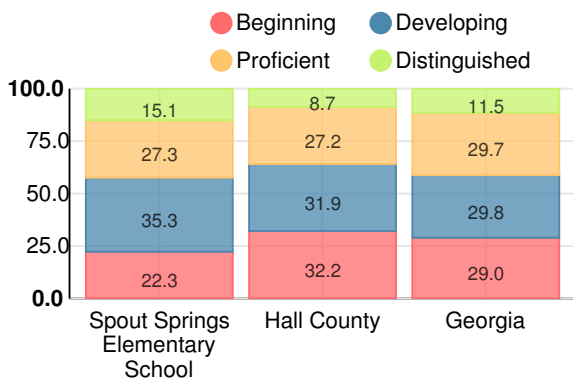 Beginning Developing
Proficient Distinguished
100.0
75.0
50.0
25.0
0.0
15.1 8.7 11.5
27.3 27.2 29.7
35.3 31.9 29.8
22.3 32.2 29.0
Spout Springs Hall County Georgia
Elementary
School